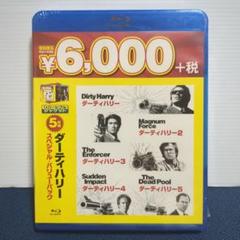 ¥6,000
+税
5枚組
ダーティハリー
スペシャル・バリューパック
Dirty Harry
ダーティハリー
Magnum
Force
ダーティハリー2
The
Enforcer
ダーティハリー3
Sudden
Impact
ダーティハリー4
The
Dead Pool
ダーティハリー5